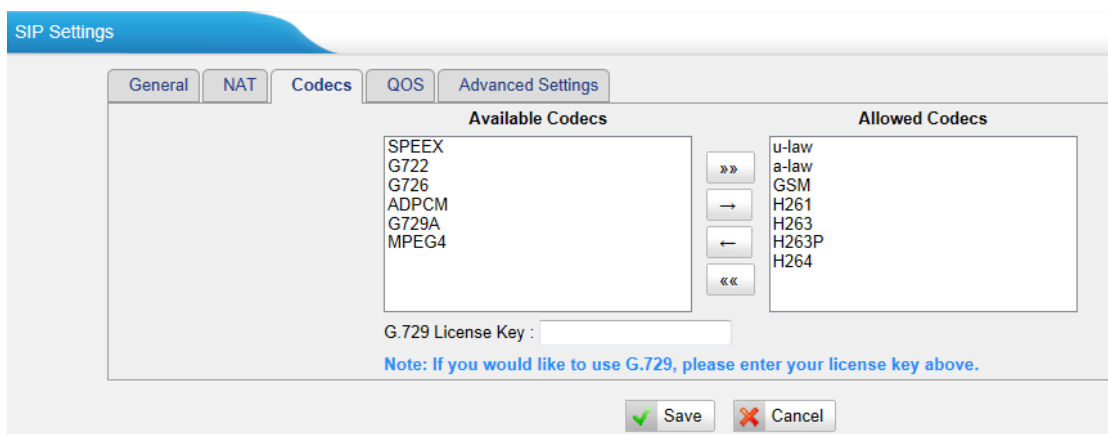 SIP Settings
General NAT Codecs QOS Advanced Settings
Available Codecs
Allowed Codecs
SPEEX
G722
G726
ADPCM
G729A
MPEG4
»»
→
←
««
u-law
a-law
GSM
H261
H263
H263P
H264
G.729 License Key :
Note: If you would like to use G.729, please enter your license key above.
Save Cancel